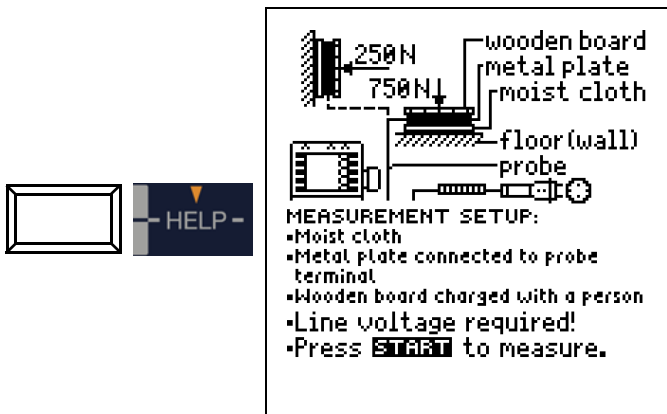 wooden board
250N
metal plate
750N
moist cloth
floor(wall)
probe
- HELP -
MEASUREMENT SETUP:
▪Moist cloth
▪Metal plate connected to probe
terminal
▪Wooden board charged with a person
▪Line voltage required!
▪Press START to measure.